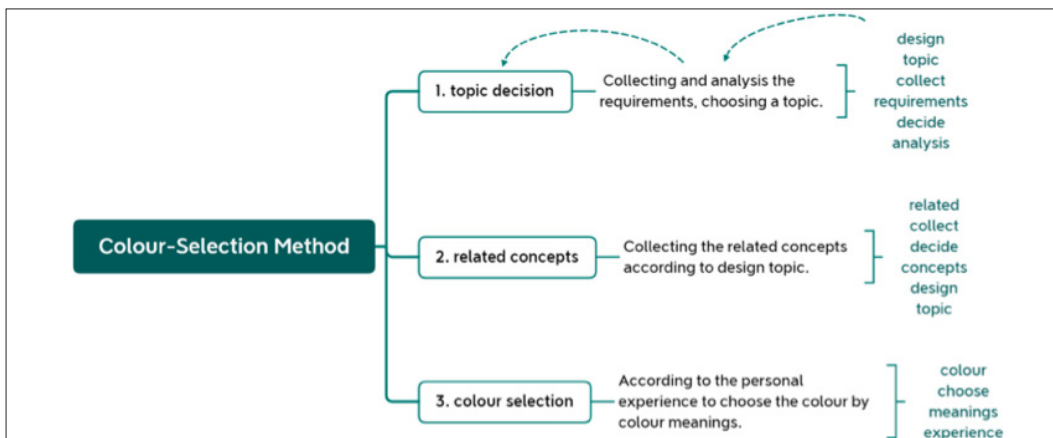 Colour-Selection Method
1. topic decision
Collecting and analysis the
requirements, choosing a topic.
design
topic
collect
requirements
decide
analysis
2. related concepts
Collecting the related concepts
according to design topic.
related
collect
decide
concepts
design
topic
3. colour selection
According to the personal
experience to choose the colour by
colour meanings.
colour
choose
meanings
experience